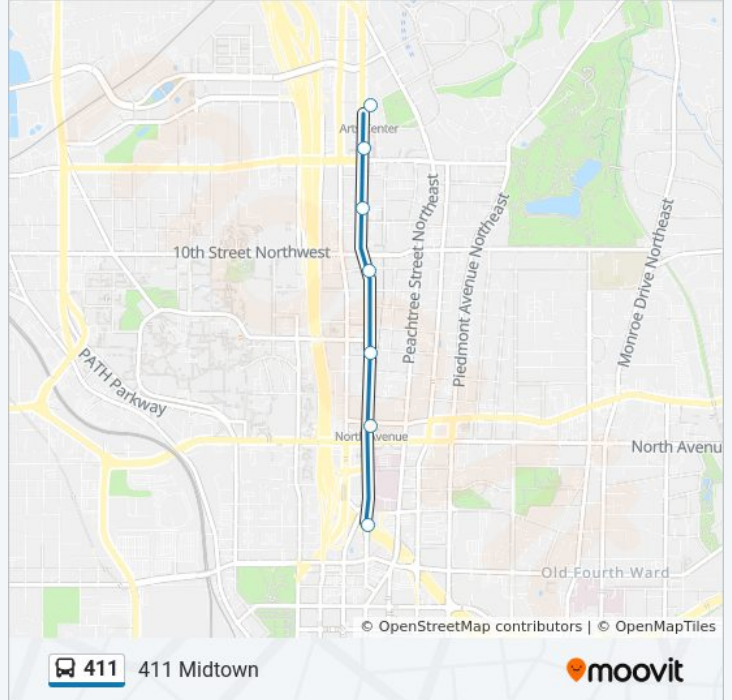 Arts Center
10th Street Northwest
Peachtree Street Northeast
Piedmont Avenue Northeast
Monroe Drive Northeast
PATH Parkway
North Avenue
North Avenu
Old Fourth Ward
© OpenStreetMap contributors | © OpenMapTiles
411 411 Midtown moovit